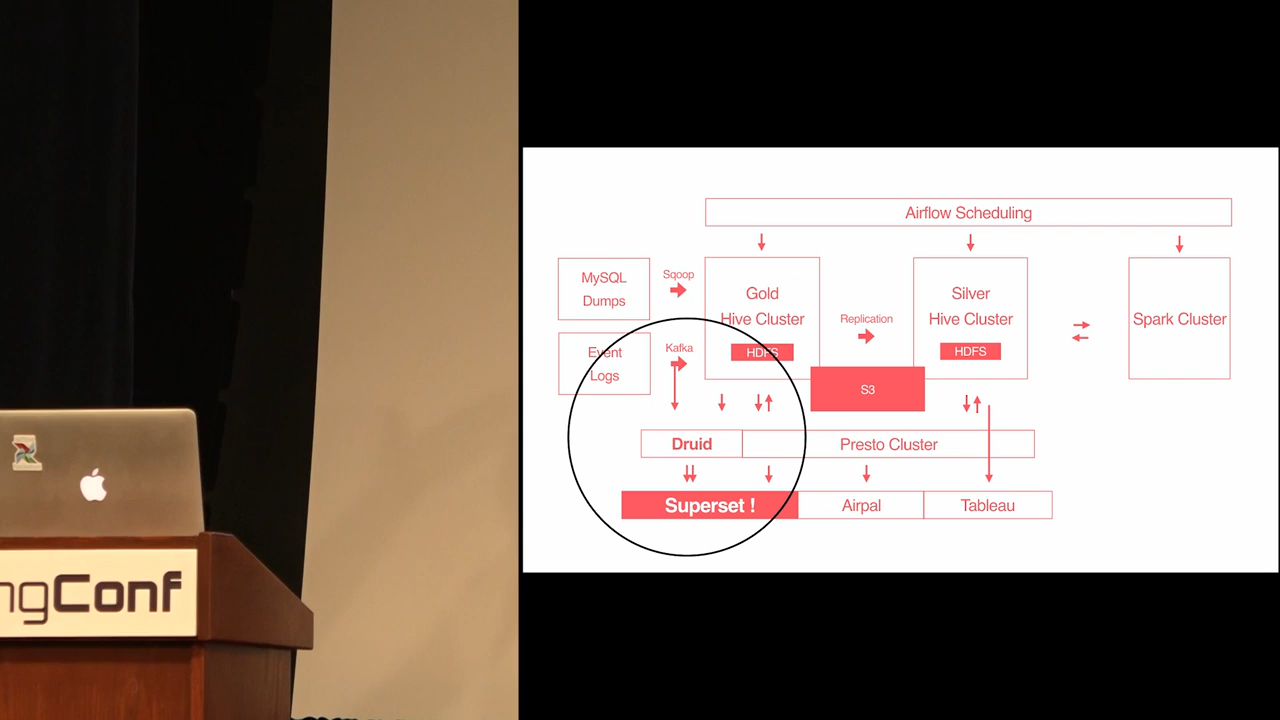 Airflow Scheduling
MySQL
Dumps
Sqoop
Gold
Hive Cluster
HDFS
Replication
Silver
Hive Cluster
HDFS
Spark Cluster
Event
Logs
Kafka
S3
Druid
Presto Cluster
Superset !
Airpal
Tableau
ngConf